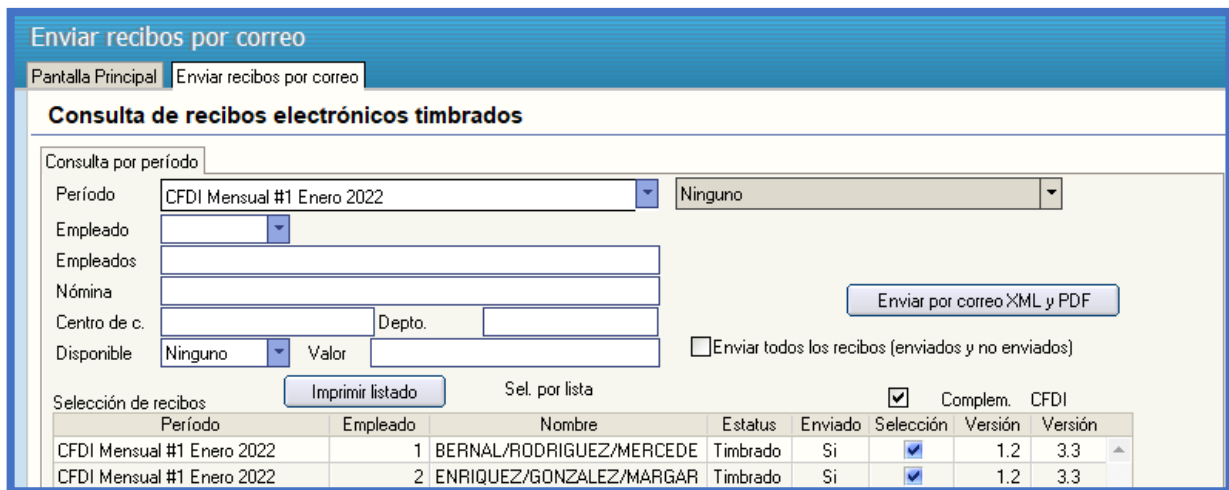 Enviar recibos por correo
Pantalla Principal Enviar recibos por correo
Consulta de recibos electrónicos timbrados
Consulta por período
Período CFDI Mensual #1 Enero 2022 Ninguno
Empleado
Empleados
Nómina
Enviar por correo XML y PDF
Centro de c. Depto.
Disponible Ninguno Valor Enviar todos los recibos (enviados y no enviados)
Imprimir listado Sel. por lista
Selección de recibos Complem. CFDI
Período Empleado Nombre Estatus Enviado Selección Versión Versión
CFDI Mensual #1 Enero 2022 1 BERNAL/RODRIGUEZ/MERCEDE Timbrado Si 1.2 3.3
CFDI Mensual #1 Enero 2022 2 ENRIQUEZ/GONZALEZ/MARGAR Timbrado Si 1.2 3.3